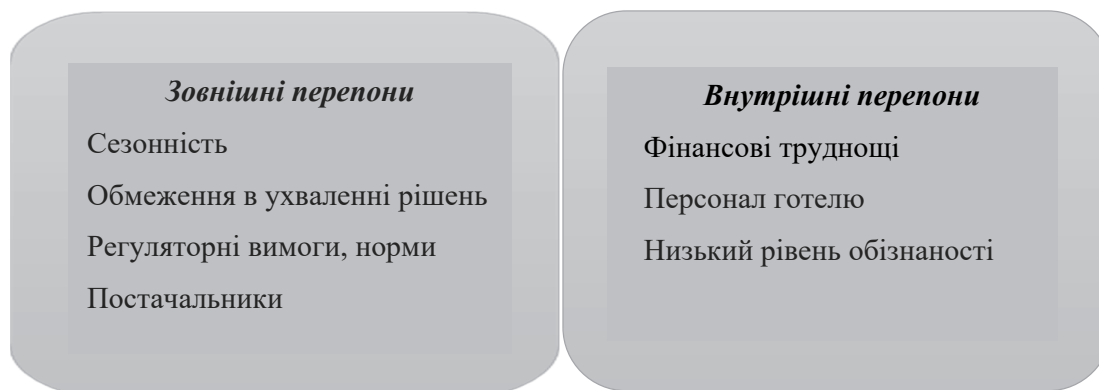 Зовнішні перепони
Сезонність
Обмеження в ухваленні рішень
Регуляторні вимоги, норми
Постачальники
Внутрішні перепони
Фінансові труднощі
Персонал готелю
Низький рівень обізнаності